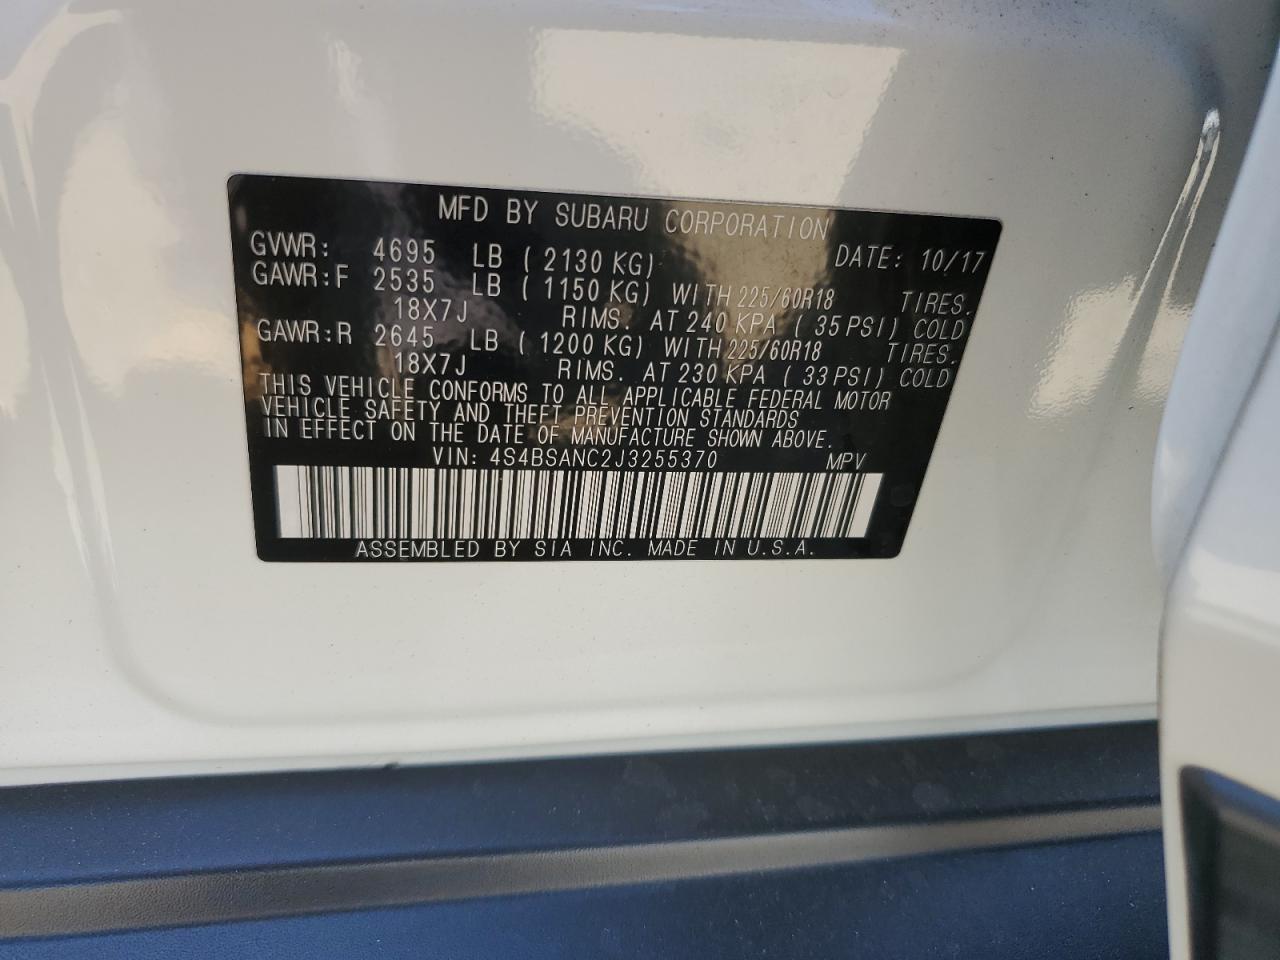 MFD BY SUBARU CORPORATION
GVWR: 4695 LB ( 2130 KG) DATE: 10/17
GAWR:F 2535 LB ( 1150 KG) WITH 225/60R18 TIRES.
18X7J RIMS. AT 240 KPA ( 35 PSI) COLD
GAWR:R 2645 LB ( 1200 KG) WITH 225/60R18 TIRES.
18X7J RIMS. AT 230 KPA ( 33 PSI) COLD
THIS VEHICLE CONFORMS TO ALL APPLICABLE FEDERAL MOTOR
VEHICLE SAFETY AND THEFT PREVENTION STANDARDS
IN EFFECT ON THE DATE OF MANUFACTURE SHOWN ABOVE.
VIN: 4S4BSANC2J3255370 MPV
ASSEMBLED BY SIA INC. MADE IN U.S.A.